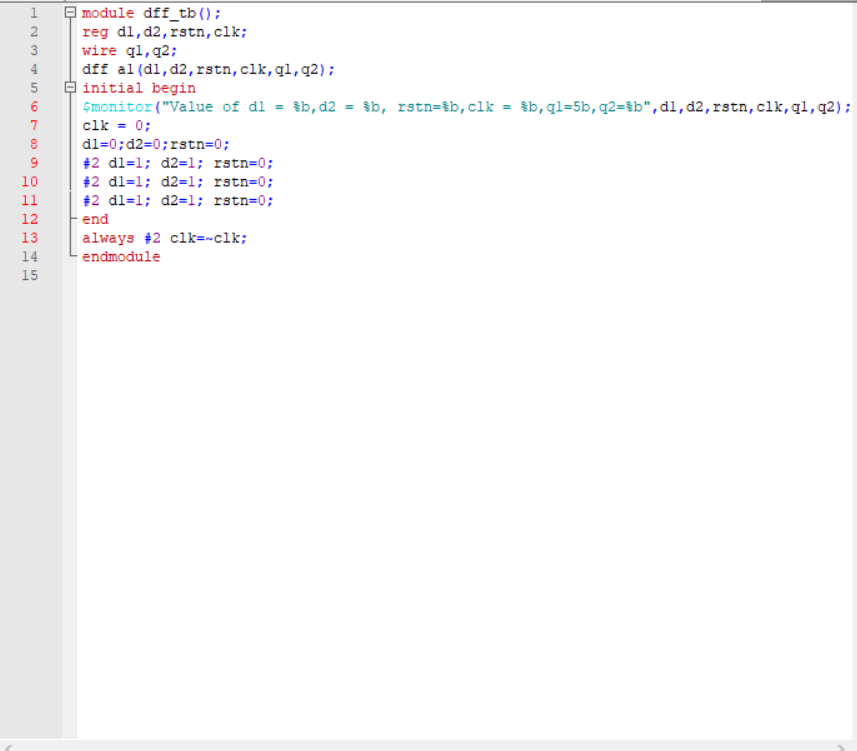 1 module dff_tb();
2 reg d1,d2,rstn,clk;
3 wire q1,q2;
4 dff a1(d1,d2,rstn,clk,q1,q2);
5 initial begin
6 $monitor("Value of d1 = %b,d2 = %b, rstn=%b,clk = %b,q1=5b,q2=%b",d1,d2,rstn,clk,q1,q2);
7 clk = 0;
8 d1=0;d2=0;rstn=0;
9 #2 d1=1; d2=1; rstn=0;
10 #2 d1=1; d2=1; rstn=0;
11 #2 d1=1; d2=1; rstn=0;
12 end
13 always #2 clk=~clk;
14 endmodule
15